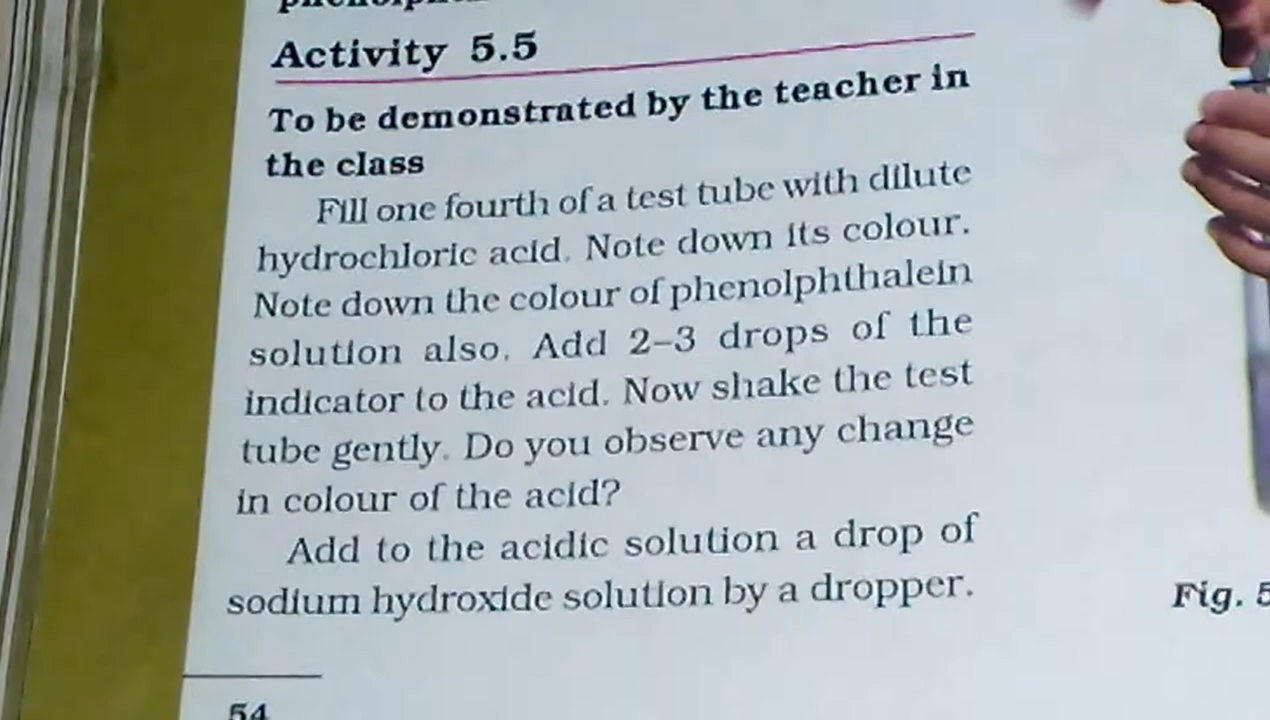 Activity 5.5
To be demonstrated by the teacher in
the class
Fill one fourth of a test tube with dilute
hydrochloric acid. Note down its colour.
Note down the colour of phenolphthalein
solution also. Add 2–3 drops of the
indicator to the acid. Now shake the test
tube gently. Do you observe any change
in colour of the acid?
Add to the acidic solution a drop of
sodium hydroxide solution by a dropper.
Fig. 5
54